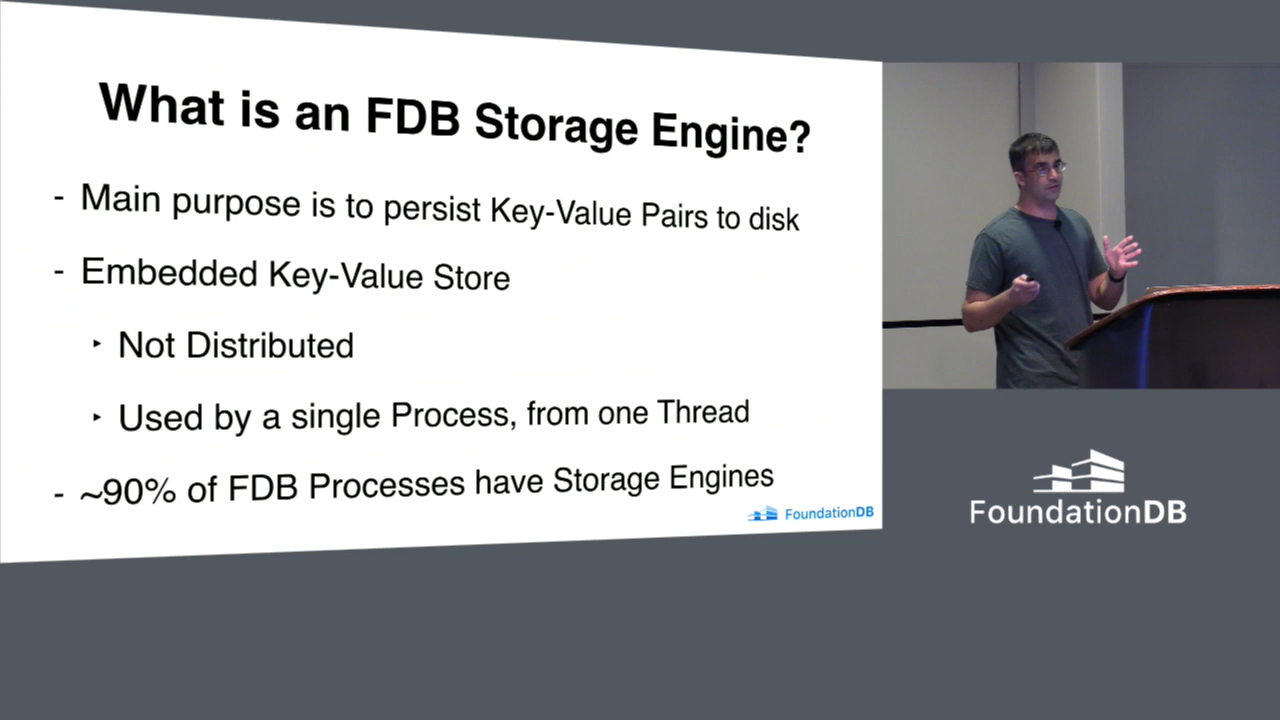 What is an FDB Storage Engine?
- Main purpose is to persist Key-Value Pairs to disk
- Embedded Key-Value Store
‣ Not Distributed
‣ Used by a single Process, from one Thread
- ~90% of FDB Processes have Storage Engines
FoundationDB
FoundationDB